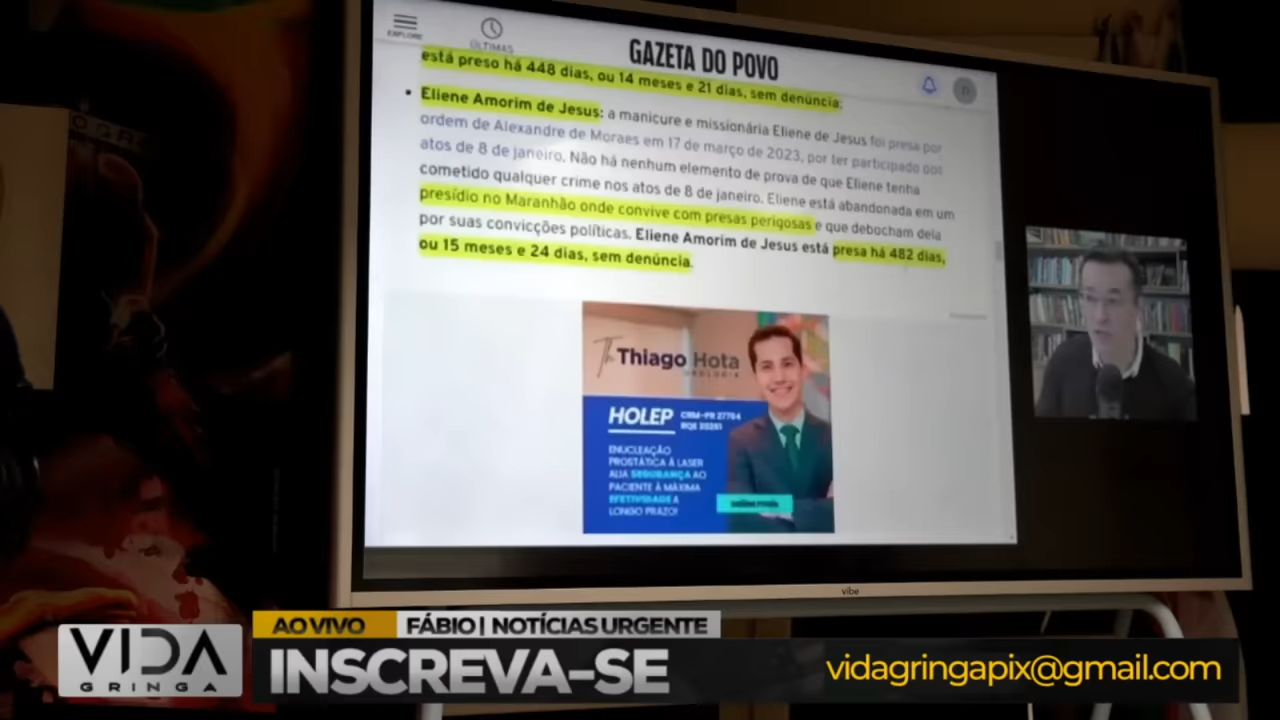 EXPLORE
ÚLTIMAS
GAZETA DO POVO
está preso há 448 dias, ou 14 meses e 21 dias, sem denúncia;
• Eliene Amorim de Jesus: a manicure e missionária Eliene de Jesus foi presa por
ordem de Alexandre de Moraes em 17 de março de 2023, por ter participado pos
atos de 8 de janeiro. Não há nenhum elemento de prova de que Eliene tenha
cometido qualquer crime nos atos de 8 de janeiro. Eliene está abandonada em um
presídio no Maranhão onde convive com presas perigosas e que debocham dela
por suas convicções políticas. Eliene Amorim de Jesus está presa há 482 dias,
ou 15 meses e 24 dias, sem denúncia.
Thiago Hota
UROLOGIA
HOLEP
CRM-PR 27764
ENUCLEAÇÃO
PROSTÁTICA À LASER
ALIA SEGURANÇA AO
PACIENTE À MÁXIMA
EFETIVIDADE A
LONGO PRAZO!
saiba mais
vibe
AO VIVO
FÁBIO | NOTÍCIAS URGENTE
VIDA
GRINGA
INSCREVA-SE
vidagringapix@gmail.com